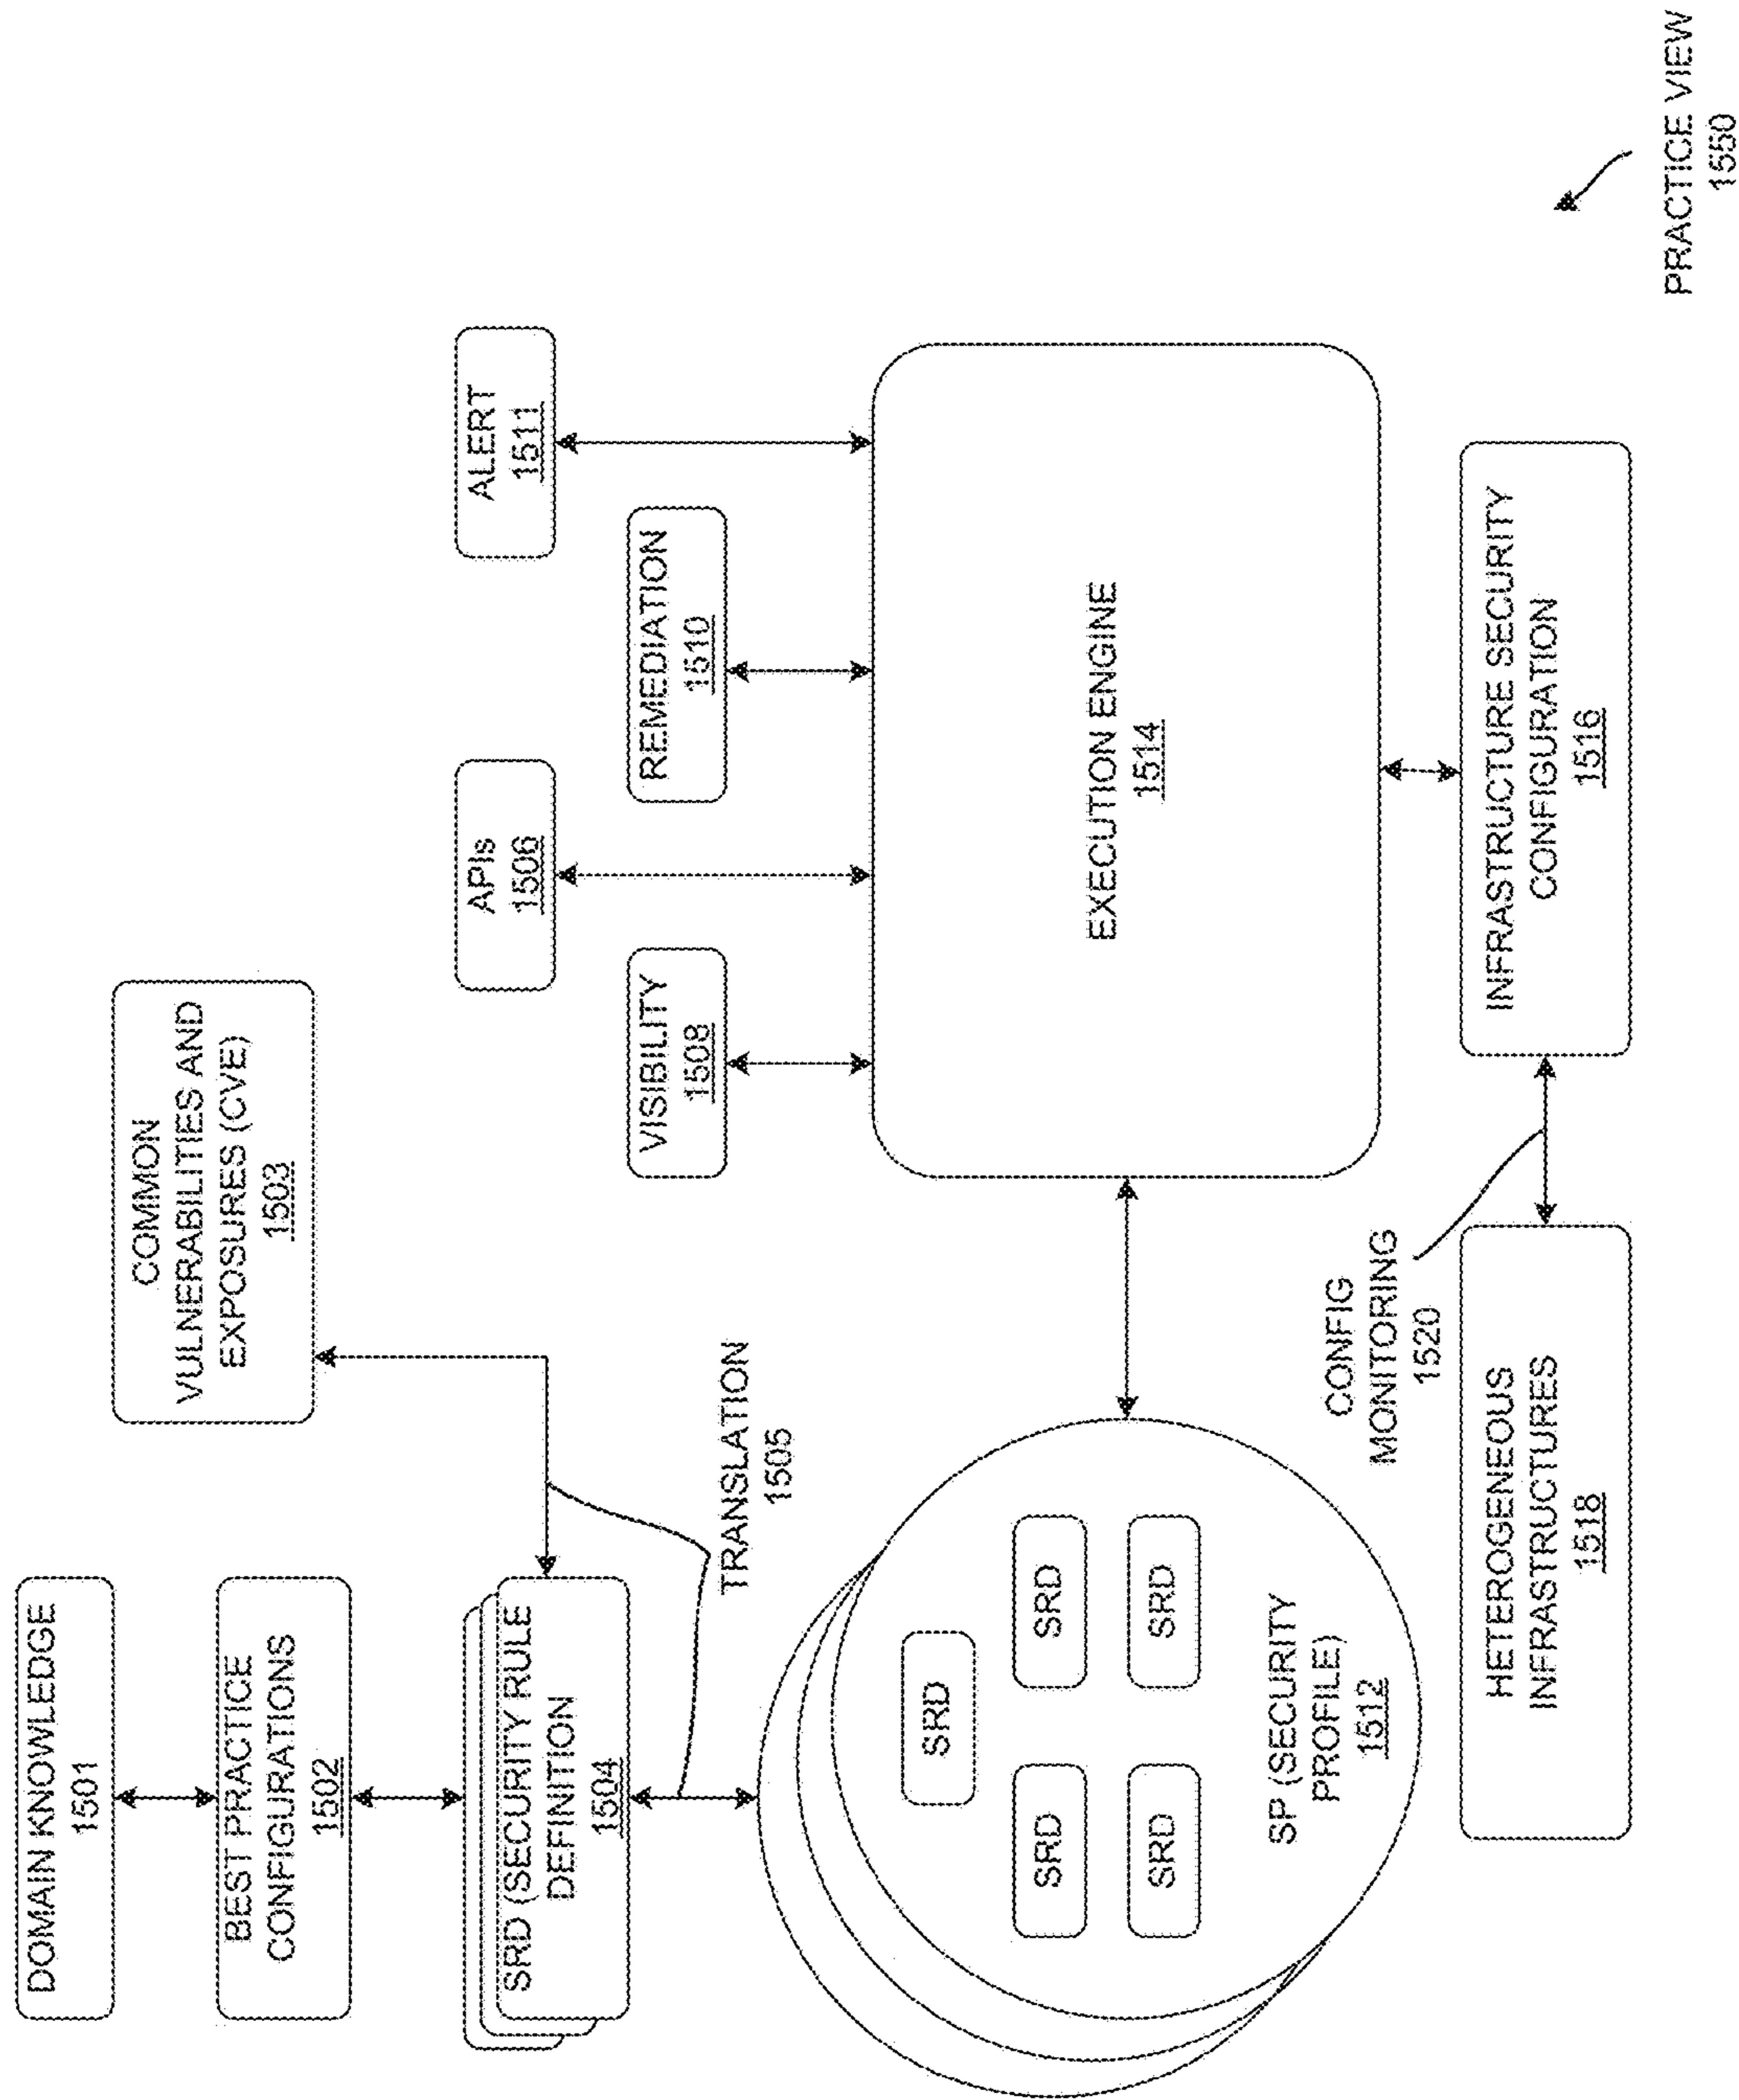 DOMAIN KNOWLEDGE
1501
BEST PRACTICE
CONFIGURATIONS
1502
SRD (SECURITY RULE
DEFINITION
1504
COMMON
VULNERABILITIES AND
EXPOSURES (CVE)
1503
TRANSLATION
1505
VISIBILITY
1508
APIs
1506
REMEDIATION
1510
ALERT
1511
SRD
SRD
SRD
SRD
SRD
SP (SECURITY
PROFILE)
1512
EXECUTION ENGINE
1514
CONFIG
MONITORING
1520
HETEROGENEOUS
INFRASTRUCTURES
1518
INFRASTRUCTURE SECURITY
CONFIGURATION
1516
PRACTICE VIEW
1550